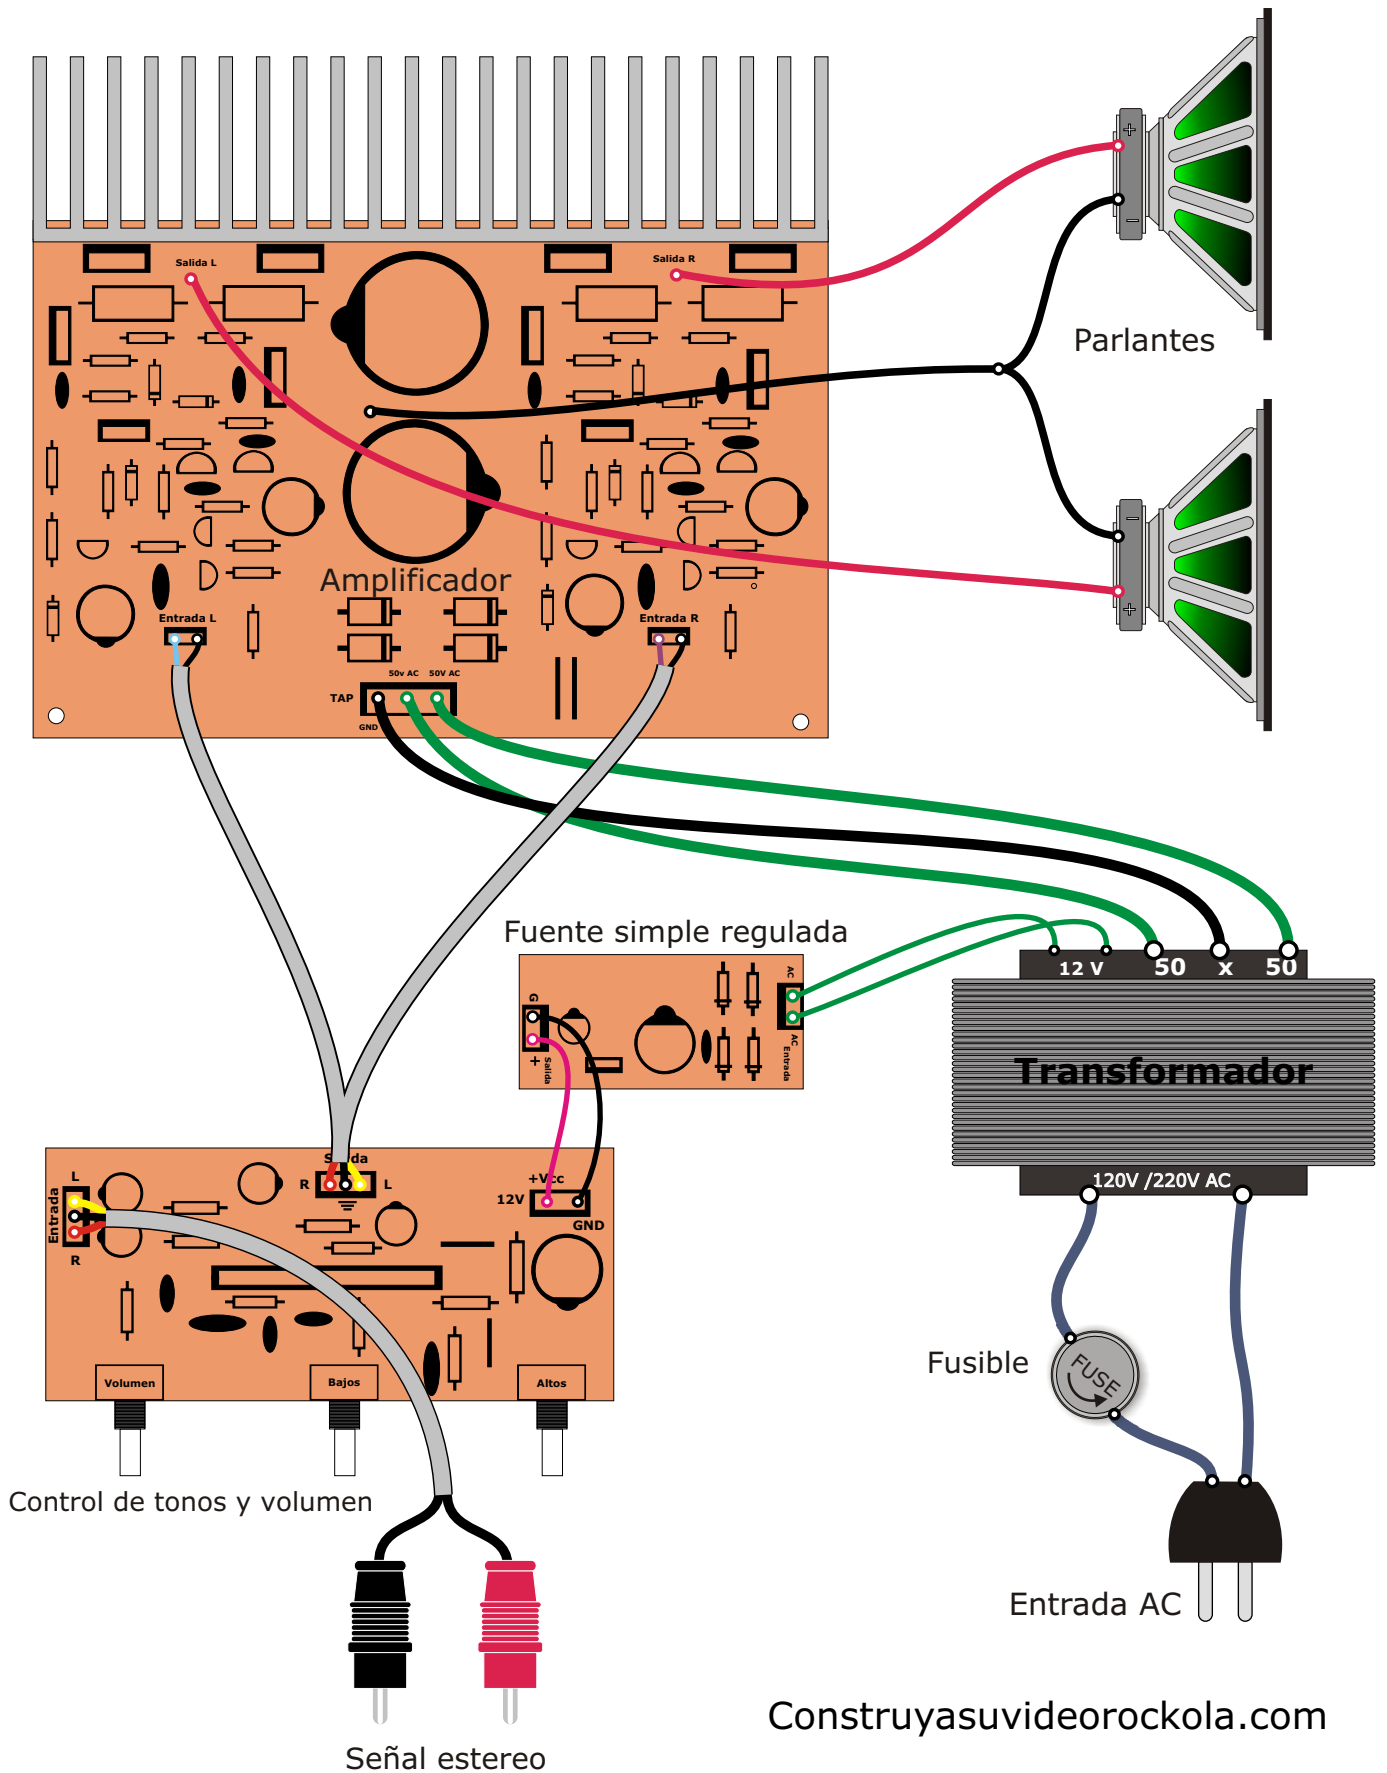 Salida L
Salida R
+
−
Parlantes
−
+
Amplificador
Entrada L
Entrada R
50v AC
50V AC
TAP
GND
Fuente simple regulada
12 V
50
x
50
G
+
Salida
AC
AC
Entrada
Transformador
120V /220V AC
Salida
R
L
L
Entrada
R
+Vcc
12V
GND
Fusible
FUSE
Volumen
Bajos
Altos
Control de tonos y volumen
Entrada AC
Construyasuvideorockola.com
Señal estereo